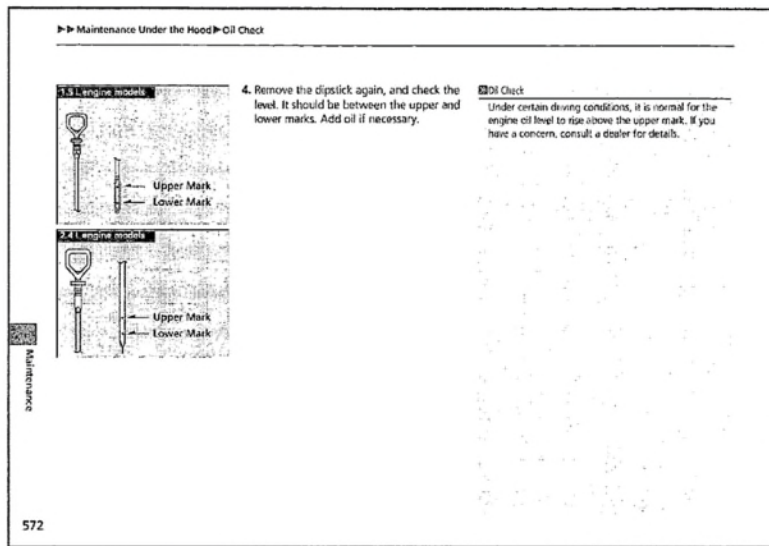 ▶▶Maintenance Under the Hood▶Oil Check
1.5 L engine models
Upper Mark
Lower Mark
2.4 L engine models
Upper Mark
Lower Mark
4. Remove the dipstick again, and check the
level. It should be between the upper and
lower marks. Add oil if necessary.
Oil Check
Under certain driving conditions, it is normal for the
engine oil level to rise above the upper mark. If you
have a concern, consult a dealer for details.
Maintenance
572